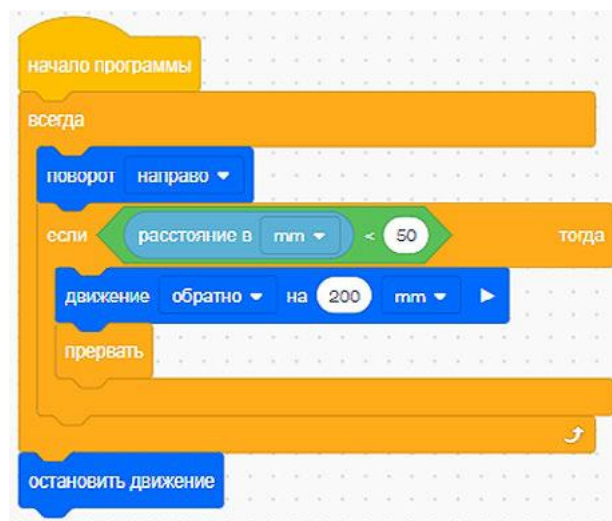 начало программы
всегда
поворот направо
если расстояние в mm < 50 тогда
движение обратно на 200 mm
прервать
остановить движение